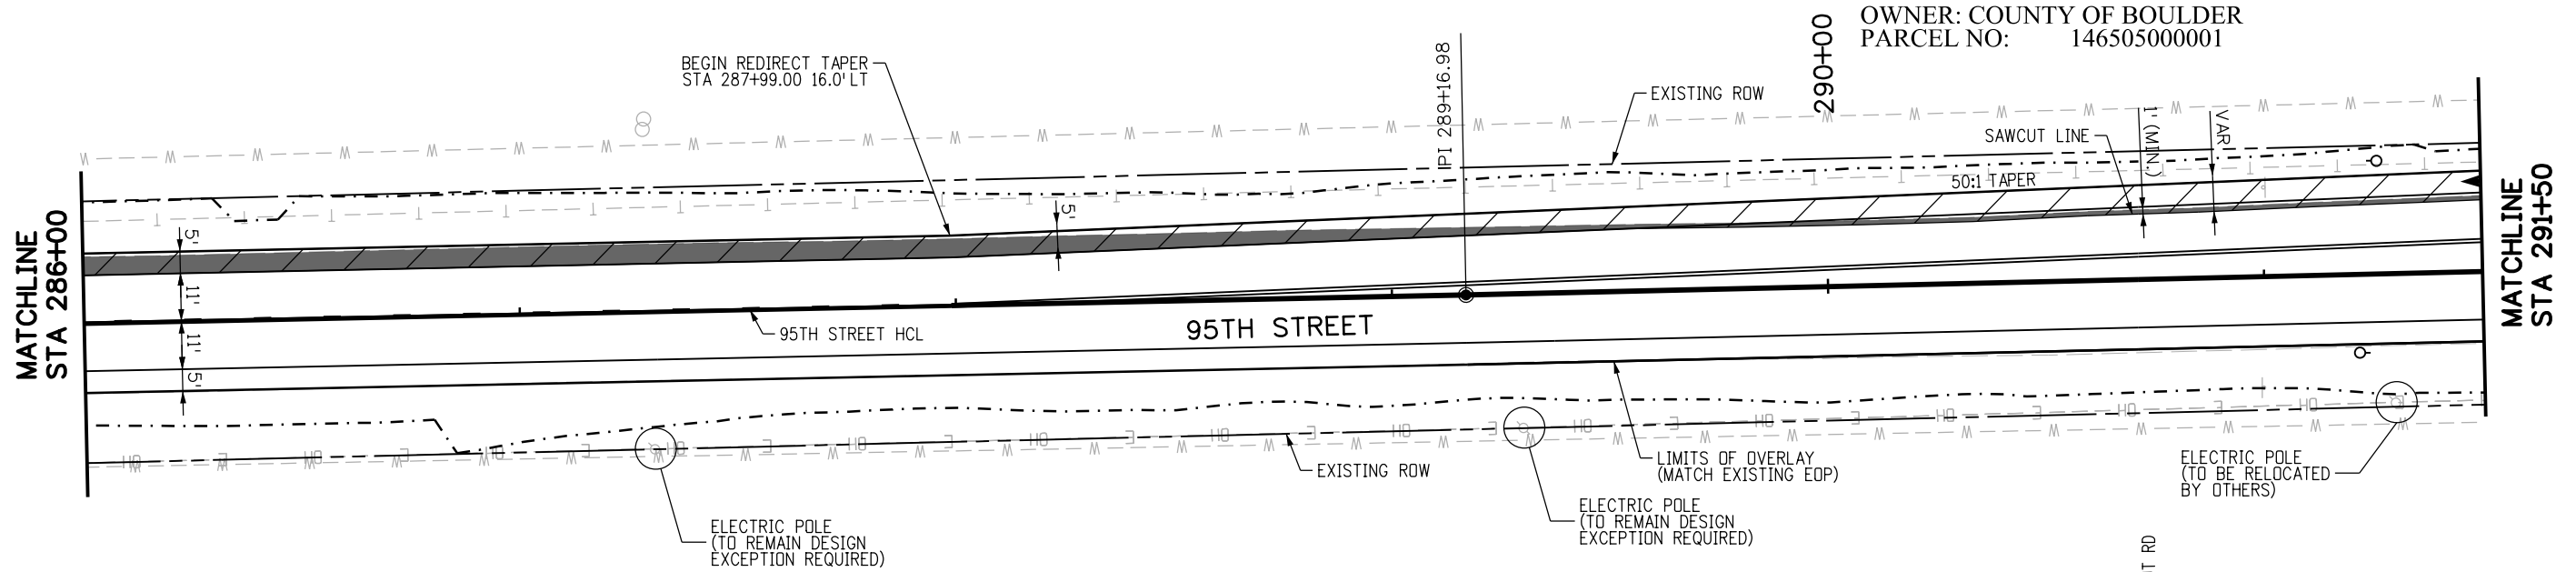 OWNER: COUNTY OF BOULDER
PARCEL NO: 146505000001
290+00
PI 289+16.98
BEGIN REDIRECT TAPER
STA 287+99.00 16.0' LT
EXISTING ROW
SAWCUT LINE
1' (MIN.)
VAR
50:1 TAPER
MATCHLINE
STA 286+00
5'
11'
11'
5'
5'
95TH STREET HCL
95TH STREET
MATCHLINE
STA 291+50
EXISTING ROW
LIMITS OF OVERLAY
(MATCH EXISTING EOP)
ELECTRIC POLE
(TO BE RELOCATED
BY OTHERS)
ELECTRIC POLE
(TO REMAIN DESIGN
EXCEPTION REQUIRED)
ELECTRIC POLE
(TO REMAIN DESIGN
EXCEPTION REQUIRED)
T RD